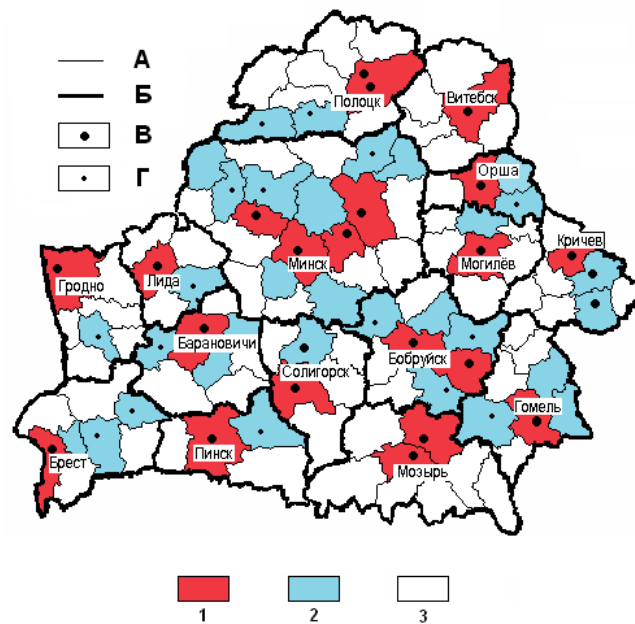 А
Б
В
Г
Полоцк
Витебск
Орша
Кричев
Минск
Могилёв
Гродно
Лида
Барановичи
Солигорск
Бобруйск
Гомель
Брест
Пинск
Мозырь
1
2
3